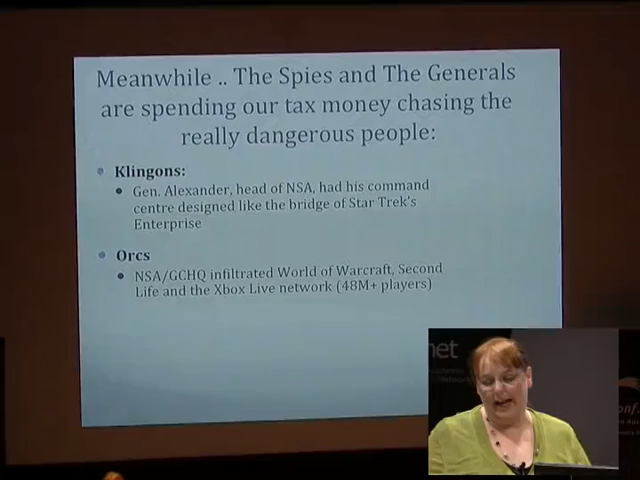 Meanwhile .. The Spies and The Generals
are spending our tax money chasing the
really dangerous people:
Klingons:
Gen. Alexander, head of NSA, had his command
centre designed like the bridge of Star Trek's
Enterprise
Orcs
NSA/GCHQ infiltrated World of Warcraft, Second
Life and the Xbox Live network (48M+ players)
net
onf.